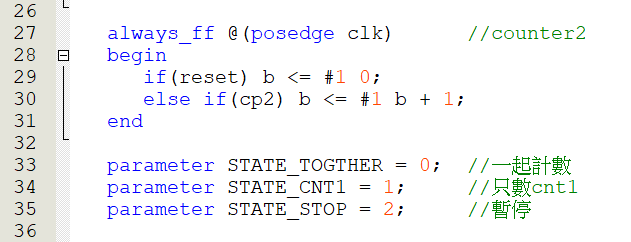 26
27 always_ff @(posedge clk) //counter2
28 begin
29 if(reset) b <= #1 0;
30 else if(cp2) b <= #1 b + 1;
31 end
32
33 parameter STATE_TOGTHER = 0; //一起計數
34 parameter STATE_CNT1 = 1; //只數cnt1
35 parameter STATE_STOP = 2; //暫停
36